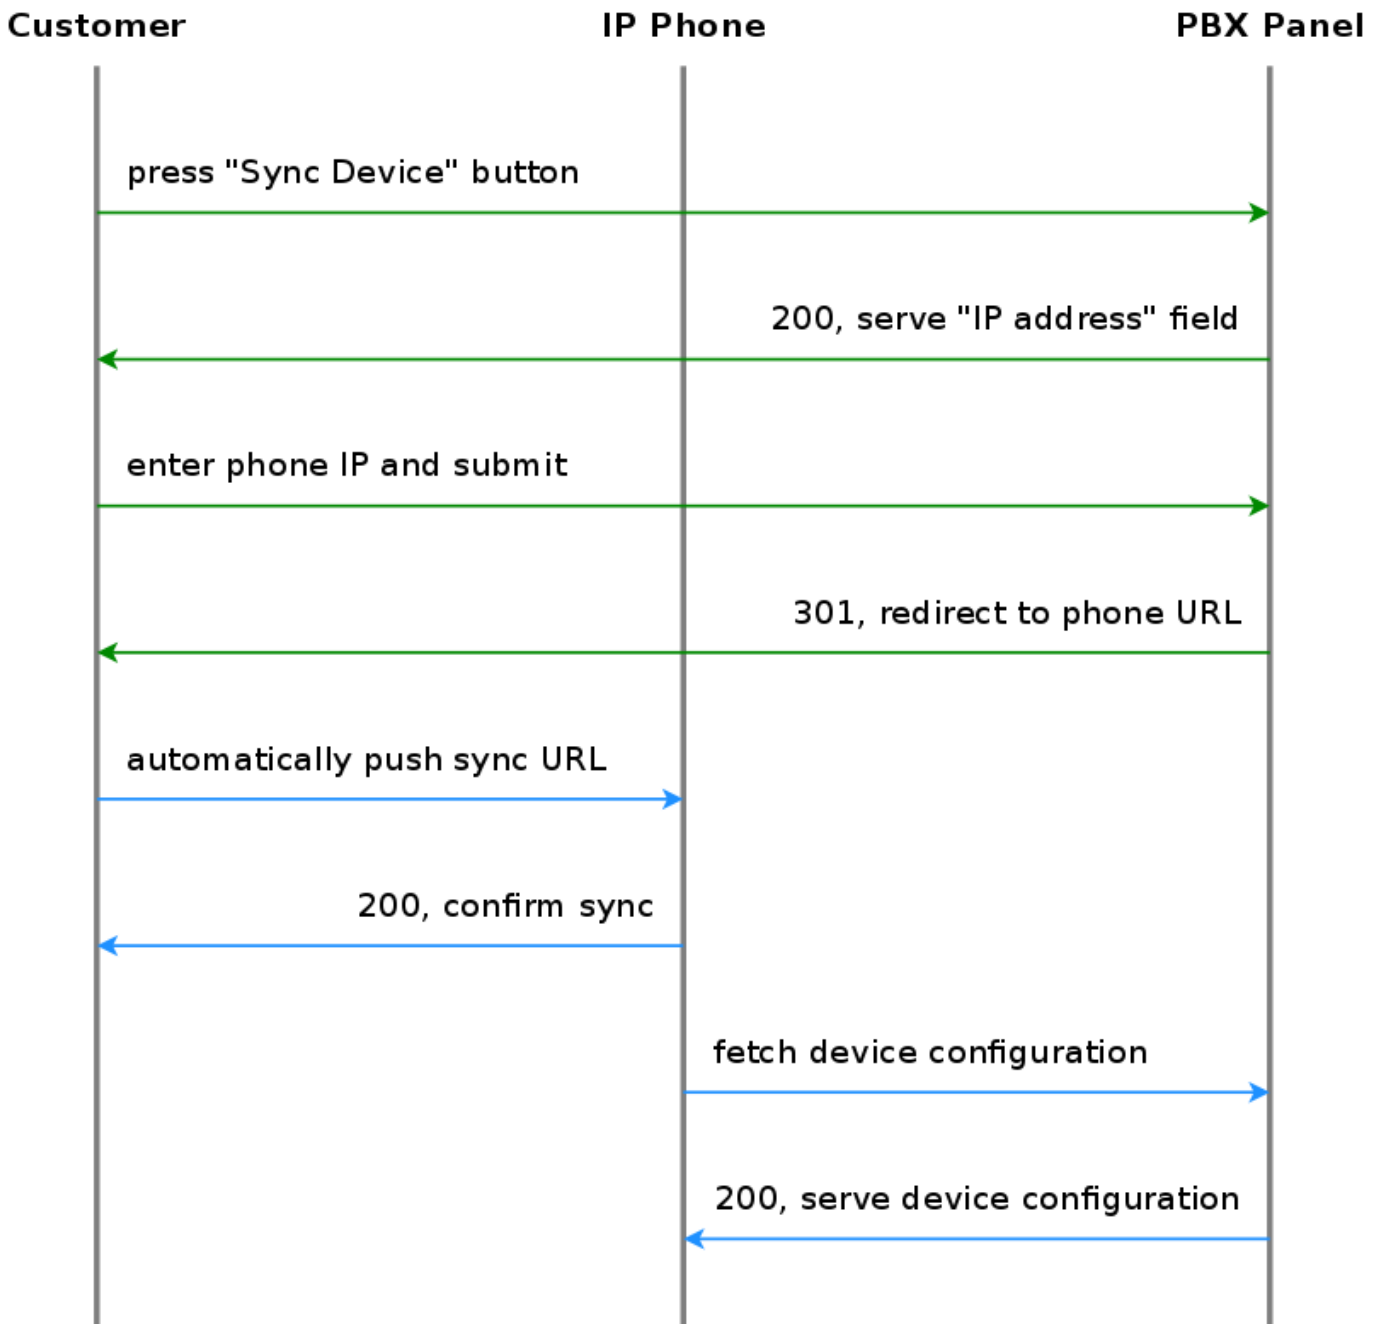 Customer IP Phone PBX Panel
press "Sync Device" button
200, serve "IP address" field
enter phone IP and submit
301, redirect to phone URL
automatically push sync URL
200, confirm sync
fetch device configuration
200, serve device configuration